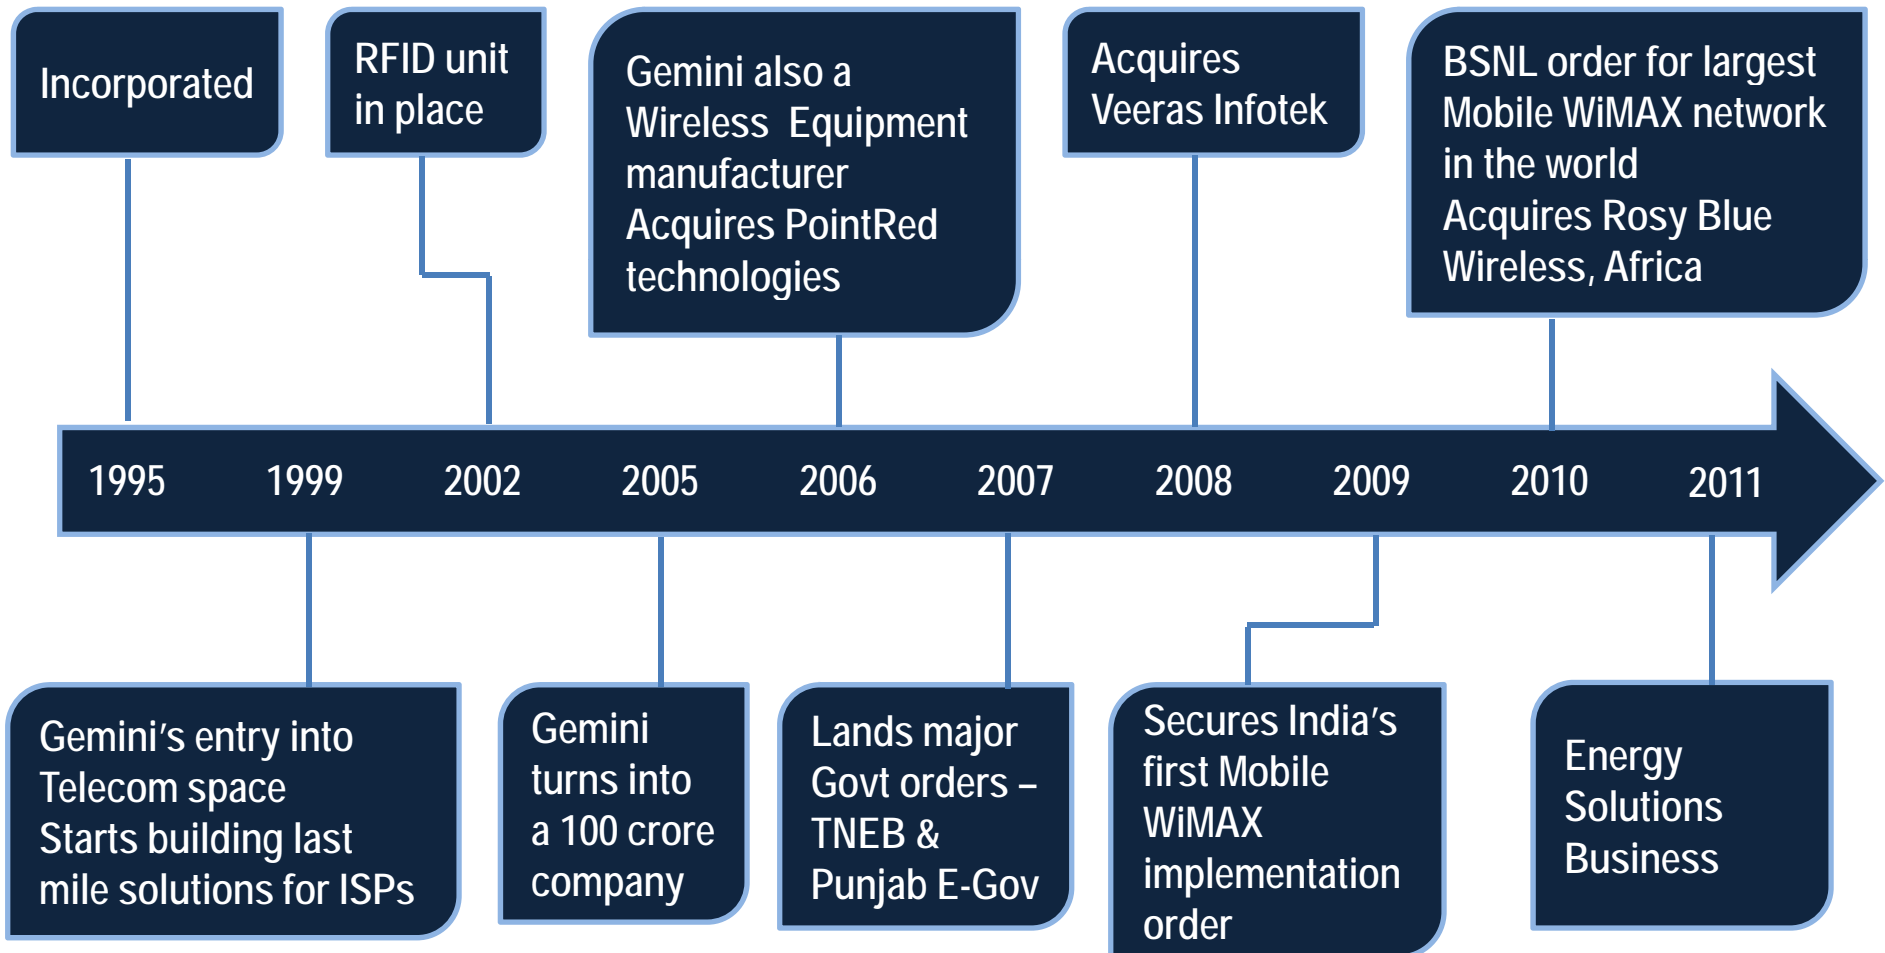 Incorporated
RFID unit
in place
Gemini also a
Wireless Equipment
manufacturer
Acquires PointRed
technologies
Acquires
Veeras Infotek
BSNL order for largest
Mobile WiMAX network
in the world
Acquires Rosy Blue
Wireless, Africa
1995 1999 2002 2005 2006 2007 2008 2009 2010 2011
Gemini’s entry into
Telecom space
Starts building last
mile solutions for ISPs
Gemini
turns into
a 100 crore
company
Lands major
Govt orders –
TNEB &
Punjab E-Gov
Secures India’s
first Mobile
WiMAX
implementation
order
Energy
Solutions
Business